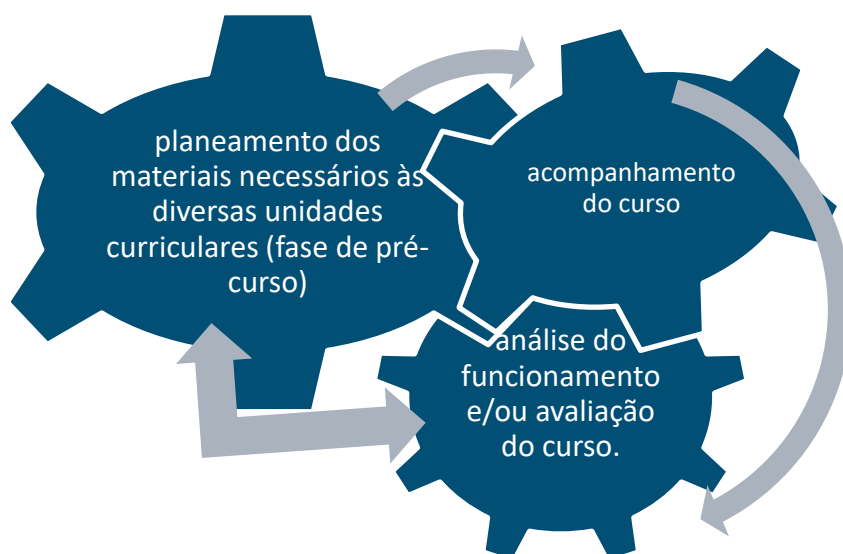 planeamento dos
materiais necessários às
diversas unidades
curriculares (fase de pré-
curso)
acompanhamento
do curso
análise do
funcionamento
e/ou avaliação
do curso.